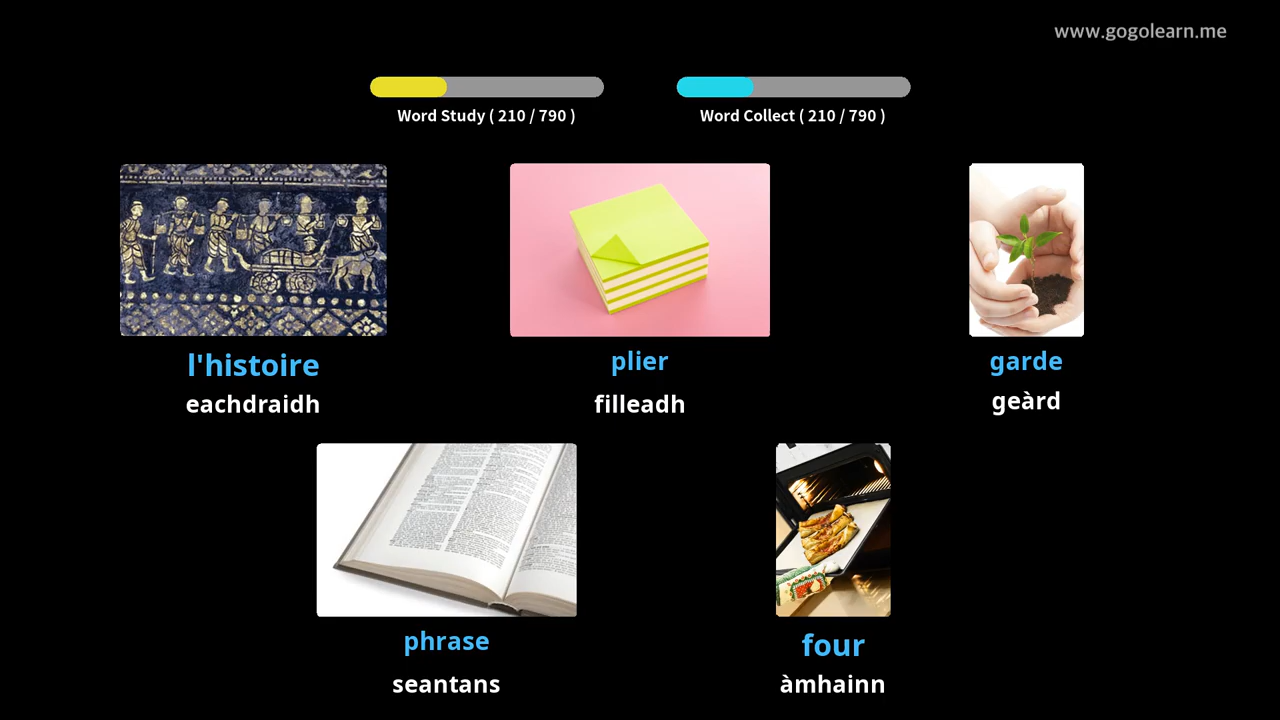 www.gogolearn.me
Word Study ( 210 / 790 )
Word Collect ( 210 / 790 )
l'histoire
eachdraidh
plier
filleadh
garde
geàrd
phrase
seantans
four
àmhainn